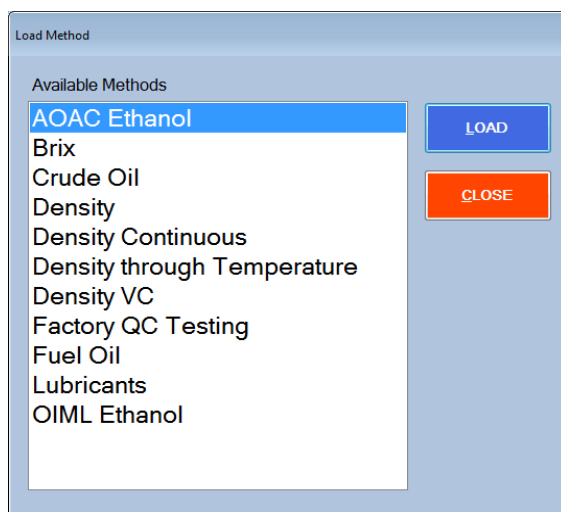 Load Method
Available Methods
AOAC Ethanol
Brix
Crude Oil
Density
Density Continuous
Density through Temperature
Density VC
Factory QC Testing
Fuel Oil
Lubricants
OIML Ethanol
LOAD
CLOSE